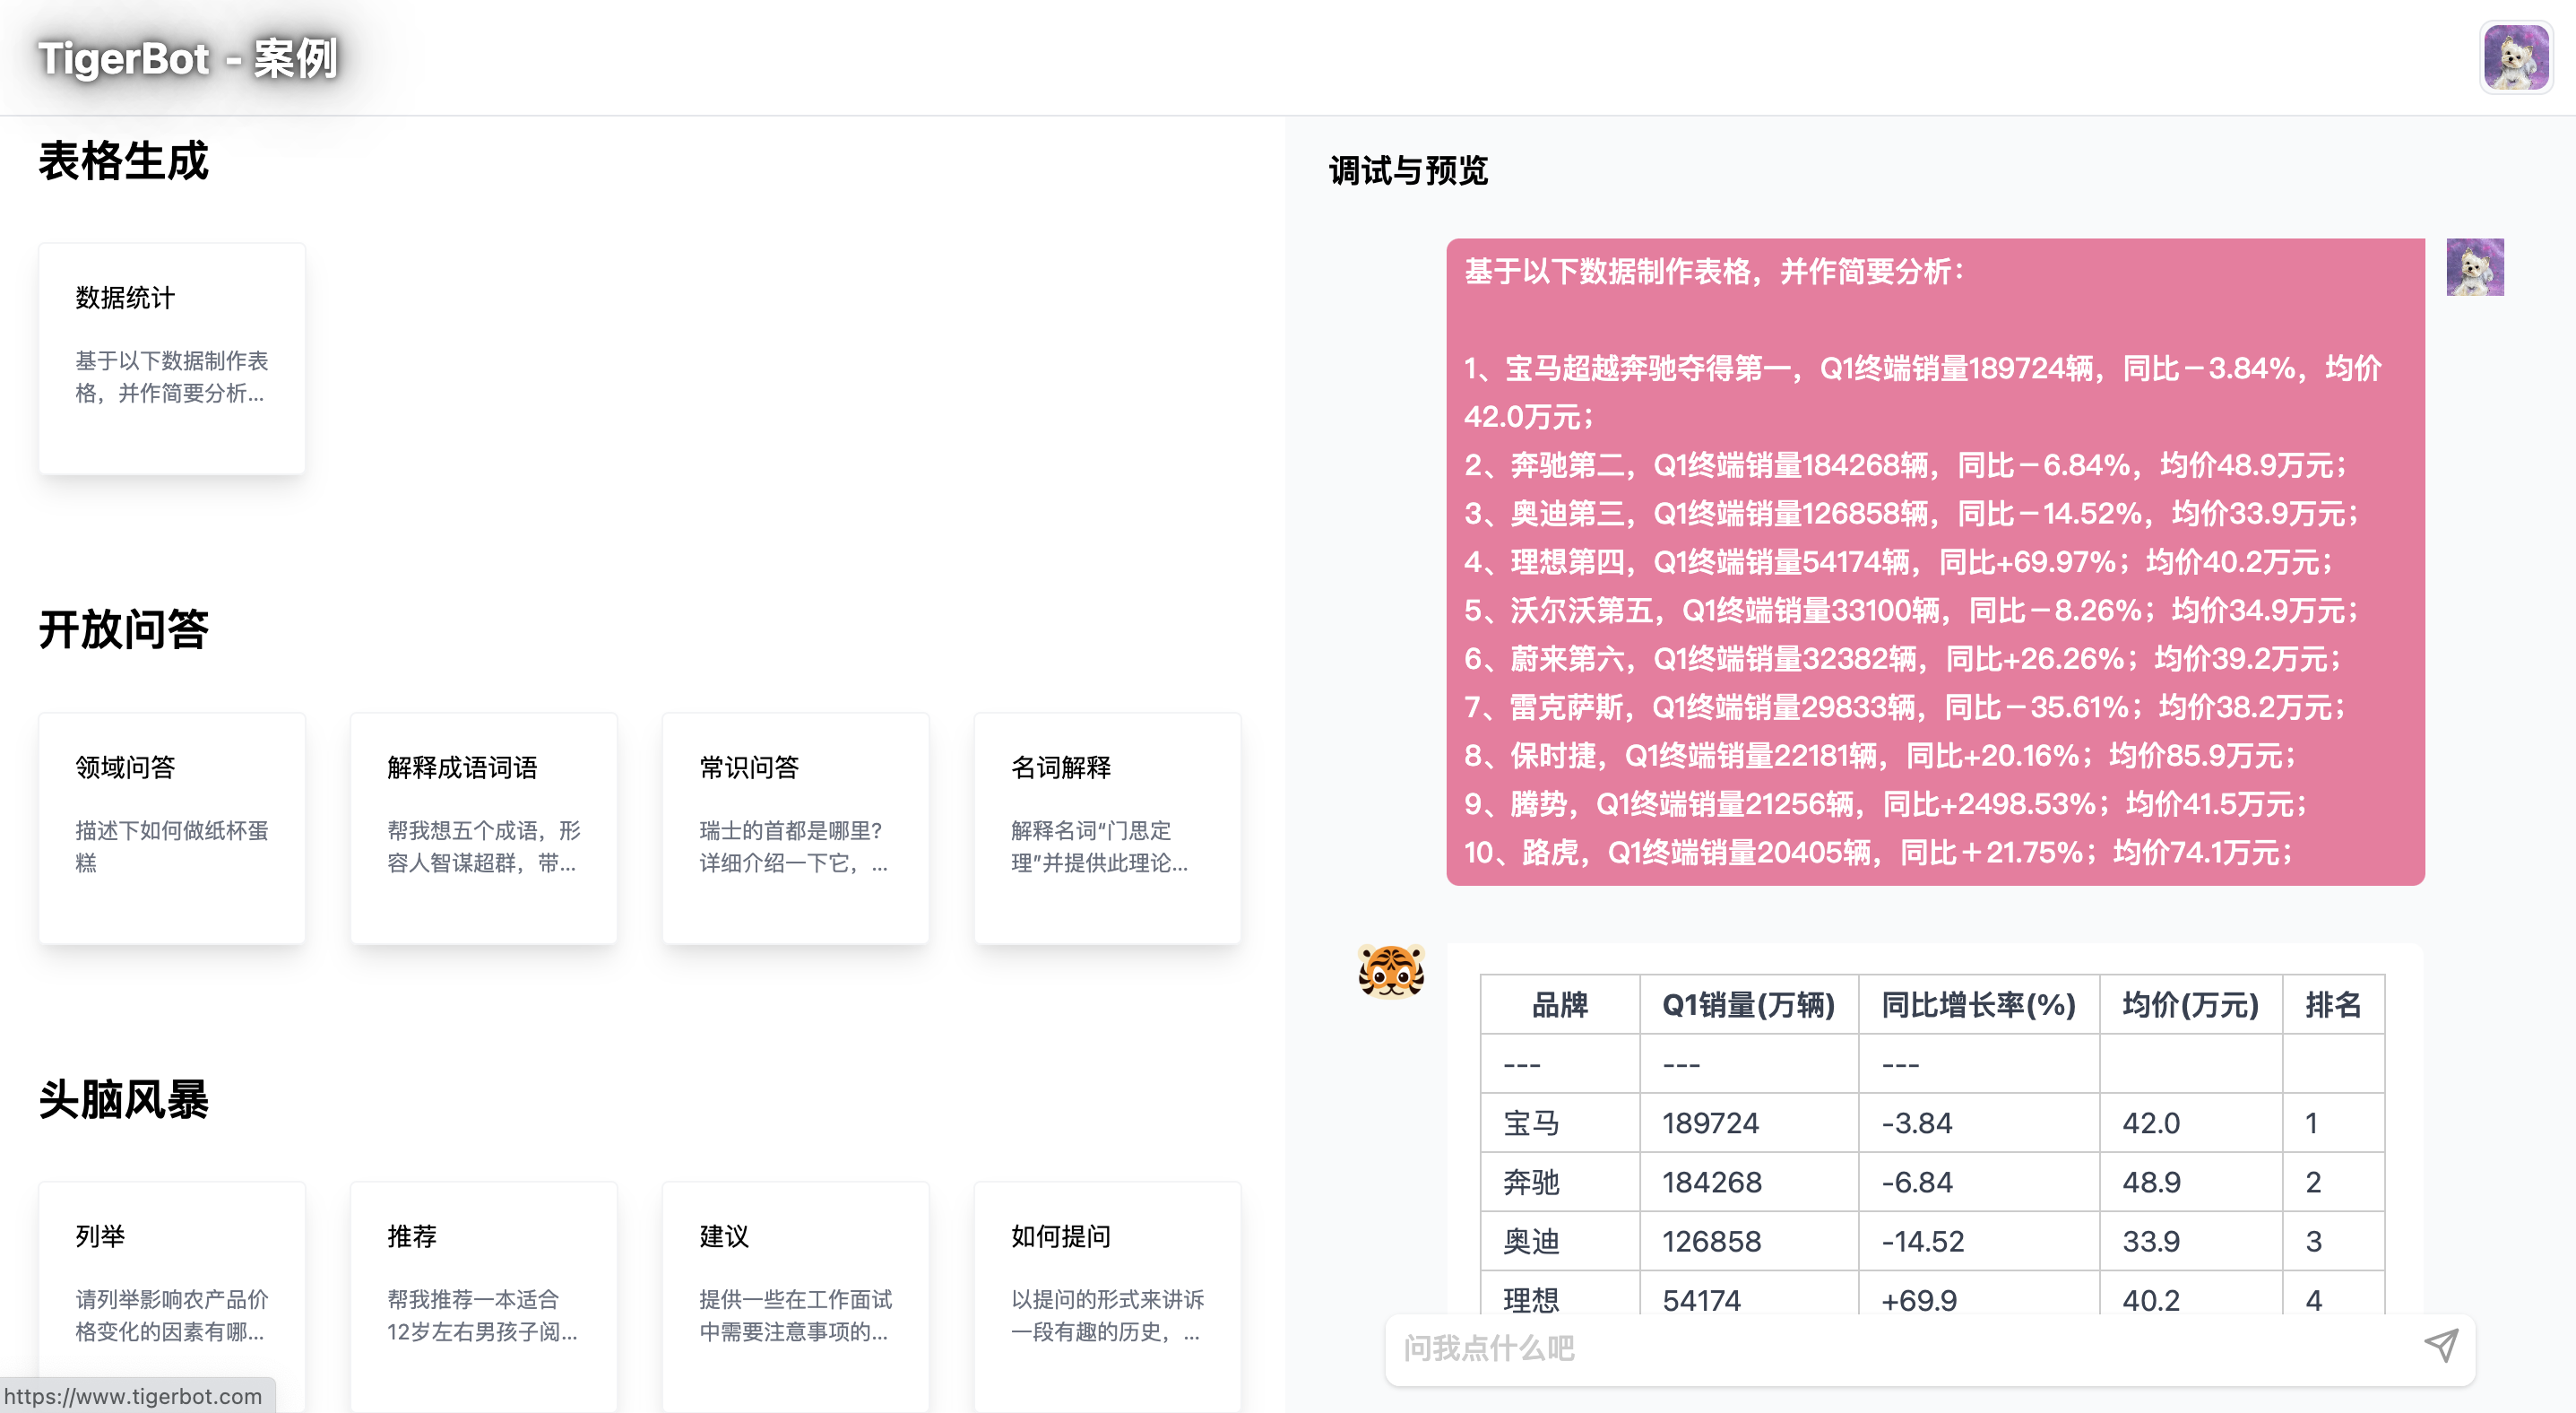 TigerBot - 案例
表格生成
数据统计
基于以下数据制作表
格，并作简要分析...
开放问答
领域问答
描述下如何做纸杯蛋
糕
解释成语词语
帮我想五个成语，形
容人智谋超群，带...
常识问答
瑞士的首都是哪里？
详细介绍一下它，...
名词解释
解释名词“门思定
理”并提供此理论...
头脑风暴
列举
请列举影响农产品价
格变化的因素有哪...
推荐
帮我推荐一本适合
12岁左右男孩子阅...
建议
提供一些在工作面试
中需要注意事项的...
如何提问
以提问的形式来讲诉
一段有趣的历史，...
https://www.tigerbot.com
调试与预览
基于以下数据制作表格，并作简要分析：
1、宝马超越奔驰夺得第一，Q1终端销量189724辆，同比－3.84%，均价
42.0万元；
2、奔驰第二，Q1终端销量184268辆，同比－6.84%，均价48.9万元；
3、奥迪第三，Q1终端销量126858辆，同比－14.52%，均价33.9万元；
4、理想第四，Q1终端销量54174辆，同比+69.97%；均价40.2万元；
5、沃尔沃第五，Q1终端销量33100辆，同比－8.26%；均价34.9万元；
6、蔚来第六，Q1终端销量32382辆，同比+26.26%；均价39.2万元；
7、雷克萨斯，Q1终端销量29833辆，同比－35.61%；均价38.2万元；
8、保时捷，Q1终端销量22181辆，同比+20.16%；均价85.9万元；
9、腾势，Q1终端销量21256辆，同比+2498.53%；均价41.5万元；
10、路虎，Q1终端销量20405辆，同比＋21.75%；均价74.1万元；
品牌 Q1销量(万辆) 同比增长率(%) 均价(万元) 排名
--- --- ---
宝马 189724 -3.84 42.0 1
奔驰 184268 -6.84 48.9 2
奥迪 126858 -14.52 33.9 3
理想 54174 +69.9 40.2 4
问我点什么吧